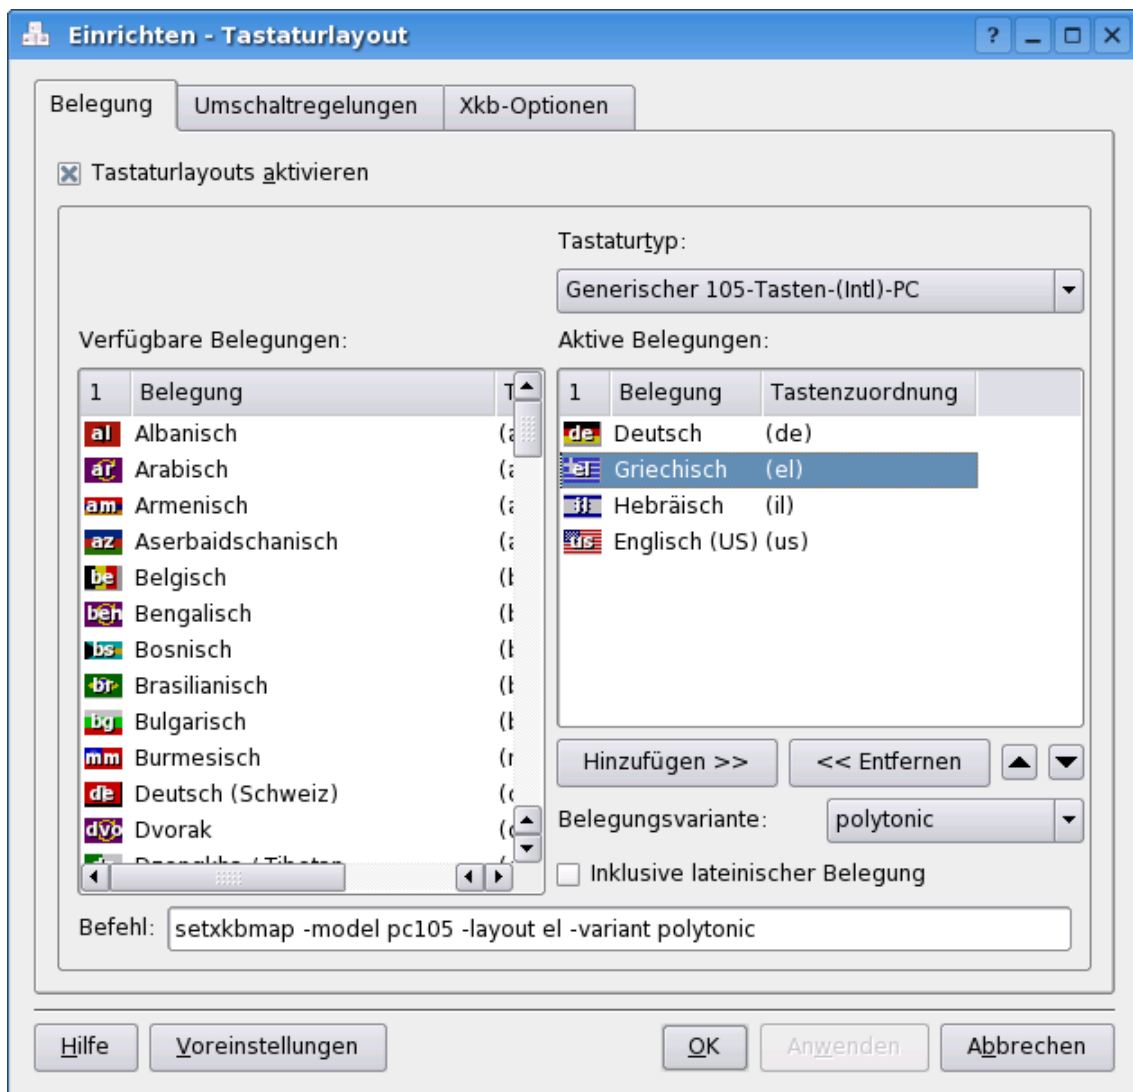 Einrichten - Tastaturlayout
?
Belegung Umschaltregelungen Xkb-Optionen
Tastaturlayouts aktivieren
Tastaturtyp:
Generischer 105-Tasten-(Intl)-PC
Verfügbare Belegungen:
1 Belegung
al Albanisch
ar Arabisch
am Armenisch
az Aserbaidschanisch
be Belgisch
ben Bengalisch
bs Bosnisch
br Brasilianisch
bg Bulgarisch
mm Burmesisch
de Deutsch (Schweiz)
dvo Dvorak
Aktive Belegungen:
1 Belegung Tastenzuordnung
de Deutsch (de)
el Griechisch (el)
il Hebräisch (il)
us Englisch (US) (us)
Hinzufügen >> << Entfernen
Belegungsvariante: polytonic
Inklusive lateinischer Belegung
Befehl: setxkbmap -model pc105 -layout el -variant polytonic
Hilfe Voreinstellungen OK Anwenden Abbrechen